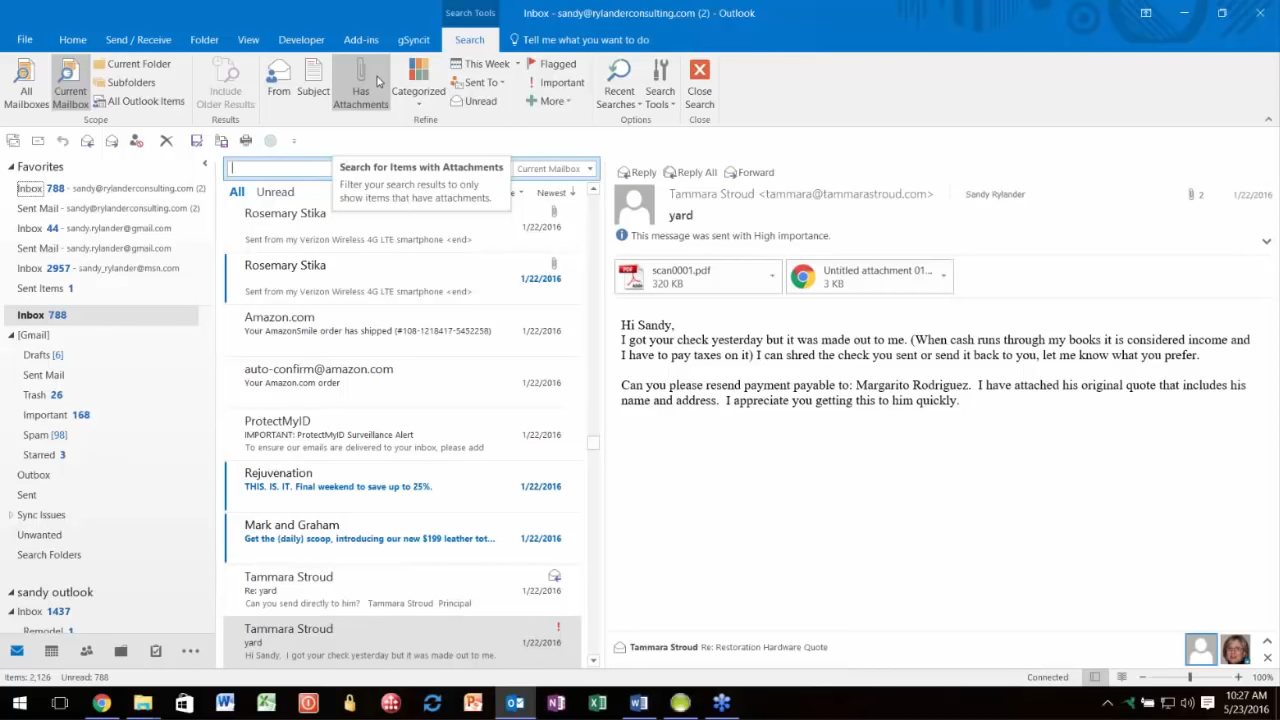 Search Tools
Inbox - sandy@rylanderconsulting.com (2) - Outlook
File Home Send / Receive Folder View Developer Add-ins gSyncit Search Tell me what you want to do
All Mailboxes
Current Mailbox
Current Folder
Subfolders
All Outlook Items
Scope
Include Older Results
Results
From
Subject
Has Attachments
Categorized
This Week
Sent To
Unread
Flagged
Important
More
Refine
Recent Searches
Search Tools
Options
Close Search
Close
Favorites
Inbox 788 - sandy@rylanderconsulting.com (2)
Sent Mail - sandy@rylanderconsulting.com (2)
Inbox 44 - sandy.rylander@gmail.com
Sent Mail - sandy.rylander@gmail.com
Inbox 2957 - sandy_rylander@msn.com
Sent Items 1
Inbox 788
[Gmail]
Drafts [6]
Sent Mail
Trash 26
Important 168
Spam [98]
Starred 3
Outbox
Sent
Sync Issues
Unwanted
Search Folders
sandy outlook
Inbox 1437
Remodel 1
Current Mailbox
Search for Items with Attachments
Filter your search results to only
show items that have attachments.
All Unread Newest
Rosemary Stika
1/22/2016
Sent from my Verizon Wireless 4G LTE smartphone <end>
Rosemary Stika
1/22/2016
Sent from my Verizon Wireless 4G LTE smartphone <end>
Amazon.com
Your AmazonSmile order has shipped (#108-1218417-5452258) 1/22/2016
auto-confirm@amazon.com
Your Amazon.com order 1/22/2016
ProtectMyID
IMPORTANT: ProtectMyID Surveillance Alert 1/22/2016
To ensure our emails are delivered to your inbox, please add
Rejuvenation
THIS. IS. IT. Final weekend to save up to 25%. 1/22/2016
Mark and Graham
Get the (daily) scoop, introducing our new $199 leather tot... 1/22/2016
Tammara Stroud
Re: yard 1/22/2016
Can you send directly to him? Tammara Stroud Principal
Tammara Stroud !
yard 1/22/2016
Hi Sandy, I got your check yesterday but it was made out to me.
Reply Reply All Forward
Tammara Stroud <tammara@tammarastroud.com> Sandy Rylander 2 1/22/2016
yard
This message was sent with High importance.
scan0001.pdf
320 KB
Untitled attachment 01...
3 KB
Hi Sandy,
I got your check yesterday but it was made out to me. (When cash runs through my books it is considered income and
I have to pay taxes on it) I can shred the check you sent or send it back to you, let me know what you prefer.
Can you please resend payment payable to: Margarito Rodriguez. I have attached his original quote that includes his
name and address. I appreciate you getting this to him quickly.
Tammara Stroud Re: Restoration Hardware Quote
Items: 2,126 Unread: 788
Connected
100%
10:27 AM
5/23/2016